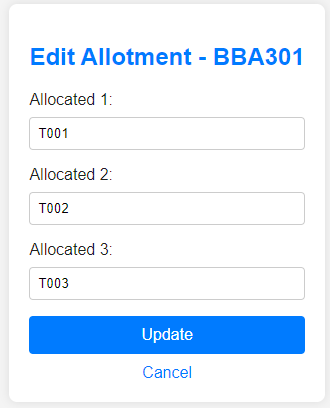 Edit Allotment - BBA301
Allocated 1:
T001
Allocated 2:
T002
Allocated 3:
T003
Update
Cancel